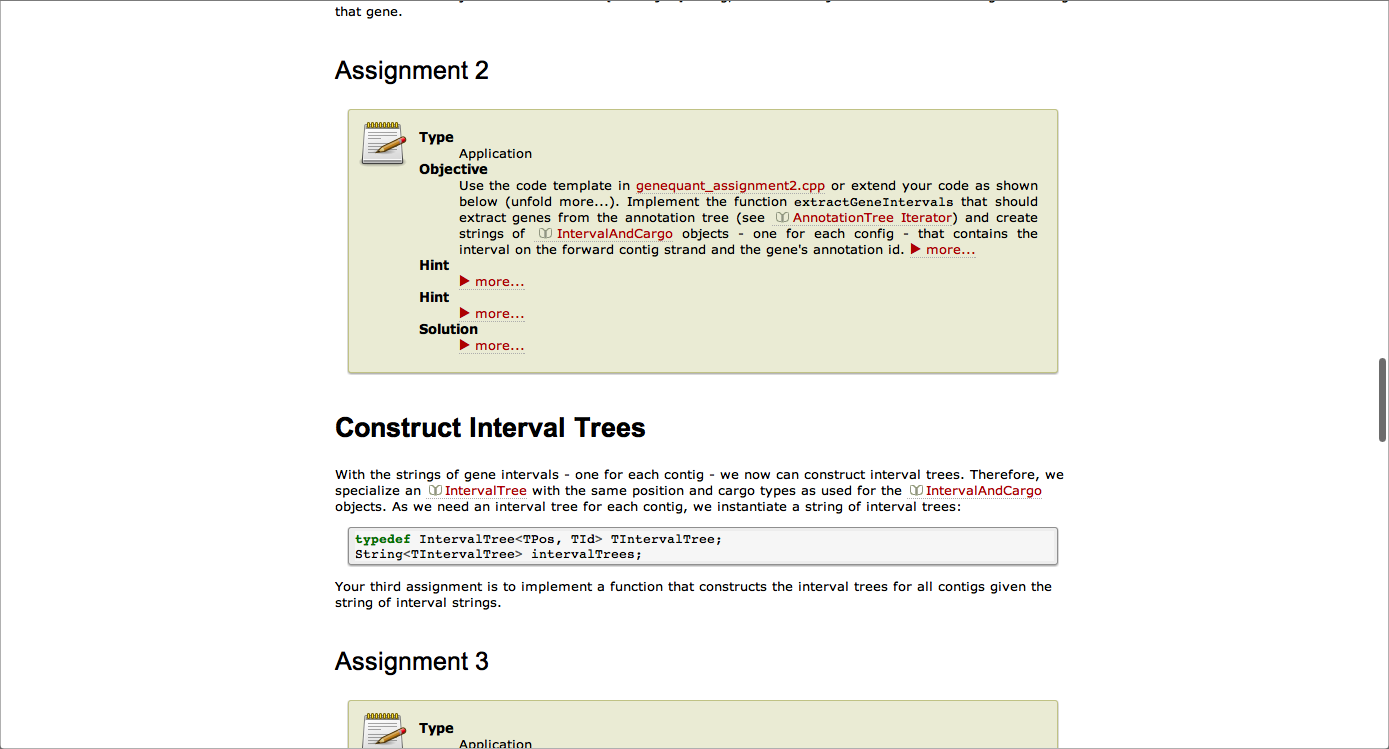 that gene.
Assignment 2
Type
Application
Objective
Use the code template in genequant_assignment2.cpp or extend your code as shown
below (unfold more...). Implement the function extractGeneIntervals that should
extract genes from the annotation tree (see AnnotationTree Iterator) and create
strings of IntervalAndCargo objects - one for each config - that contains the
interval on the forward contig strand and the gene's annotation id. ▶ more...
Hint
▶ more...
Hint
▶ more...
Solution
▶ more...
Construct Interval Trees
With the strings of gene intervals - one for each contig - we now can construct interval trees. Therefore, we
specialize an IntervalTree with the same position and cargo types as used for the IntervalAndCargo
objects. As we need an interval tree for each contig, we instantiate a string of interval trees:
typedef IntervalTree<TPos, TId> TIntervalTree;
String<TIntervalTree> intervalTrees;
Your third assignment is to implement a function that constructs the interval trees for all contigs given the
string of interval strings.
Assignment 3
Type
Application